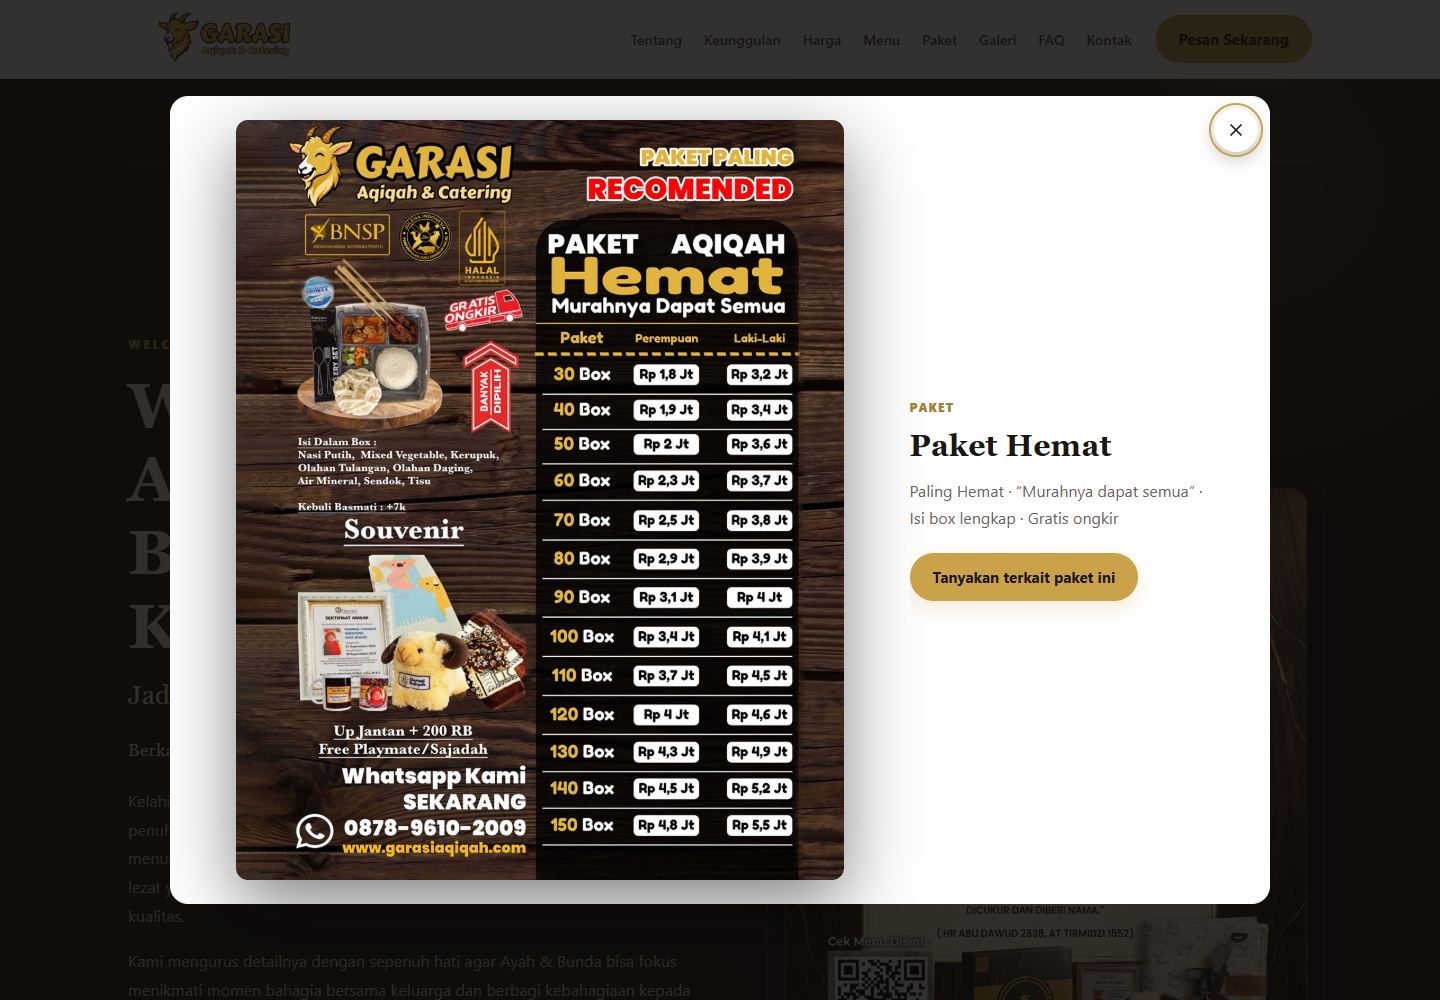 GARASI
Aqiqah & Catering
Tentang
Keunggulan
Harga
Menu
Paket
Galeri
FAQ
Kontak
Pesan Sekarang
GARASI
Aqiqah & Catering
PAKET PALING
RECOMENDED
BNSP
HALAL
INDONESIA
GRATIS
ONGKIR
BANYAK
DIPILIH
Isi Dalam Box :
Nasi Putih, Mixed Vegetable, Kerupuk,
Olahan Tulangan, Olahan Daging,
Air Mineral, Sendok, Tisu
Kebuli Basmati : +7k
Souvenir
SERTIFIKAT AQIQAH
Up Jantan + 200 RB
Free Playmate/Sajadah
Whatsapp Kami
SEKARANG
0878-9610-2009
www.garasiaqiqah.com
PAKET AQIQAH
Hemat
Murahnya Dapat Semua
Paket Perempuan Laki-Laki
30 Box Rp 1,8 Jt Rp 3,2 Jt
40 Box Rp 1,9 Jt Rp 3,4 Jt
50 Box Rp 2 Jt Rp 3,6 Jt
60 Box Rp 2,3 Jt Rp 3,7 Jt
70 Box Rp 2,5 Jt Rp 3,8 Jt
80 Box Rp 2,9 Jt Rp 3,9 Jt
90 Box Rp 3,1 Jt Rp 4 Jt
100 Box Rp 3,4 Jt Rp 4,1 Jt
110 Box Rp 3,7 Jt Rp 4,5 Jt
120 Box Rp 4 Jt Rp 4,6 Jt
130 Box Rp 4,3 Jt Rp 4,9 Jt
140 Box Rp 4,5 Jt Rp 5,2 Jt
150 Box Rp 4,8 Jt Rp 5,5 Jt
PAKET
Paket Hemat
Paling Hemat · “Murahnya dapat semua” ·
Isi box lengkap · Gratis ongkir
Tanyakan terkait paket ini
WELC
W
A
B
K
Jad
Berka
Kelahi
penuh
menu
lezat y
kualitas.
Kami mengurus detailnya dengan sepenuh hati agar Ayah & Bunda bisa fokus
menikmati momen bahagia bersama keluarga dan berbagi kebahagiaan kepada
DICUKUR DAN DIBERI NAMA."
( HR ABU DAWUD 2838, AT TIRMIDZI 1552)
Cek Menu Disini